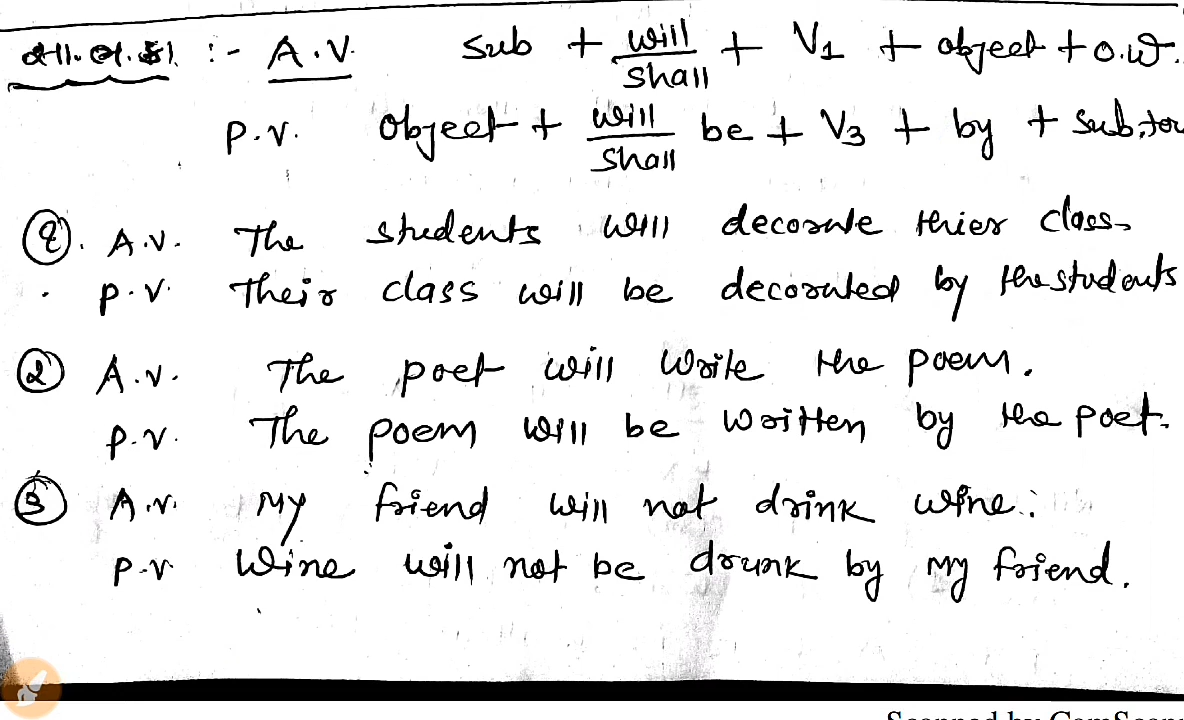 :- A.V. Sub + will/shall + V1 + object + o.w.
P.V. Object + will/shall be + V3 + by + Sub.
①. A.V. The students will decorate thier class.
. P.V. Their class will be decorated by the students
② A.V. The poet will write the poem.
P.V. The poem will be written by the poet.
③ A.V. My friend will not drink wine.
P.V Wine will not be drunk by my friend.